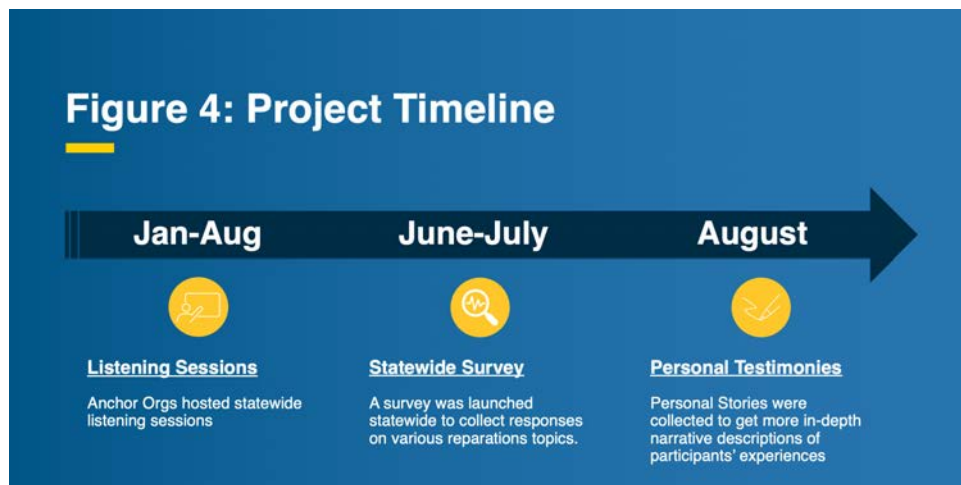 Figure 4: Project Timeline
Jan-Aug
June-July
August
Listening Sessions
Anchor Orgs hosted statewide
listening sessions
Statewide Survey
A survey was launched
statewide to collect responses
on various reparations topics.
Personal Testimonies
Personal Stories were
collected to get more in-depth
narrative descriptions of
participants' experiences